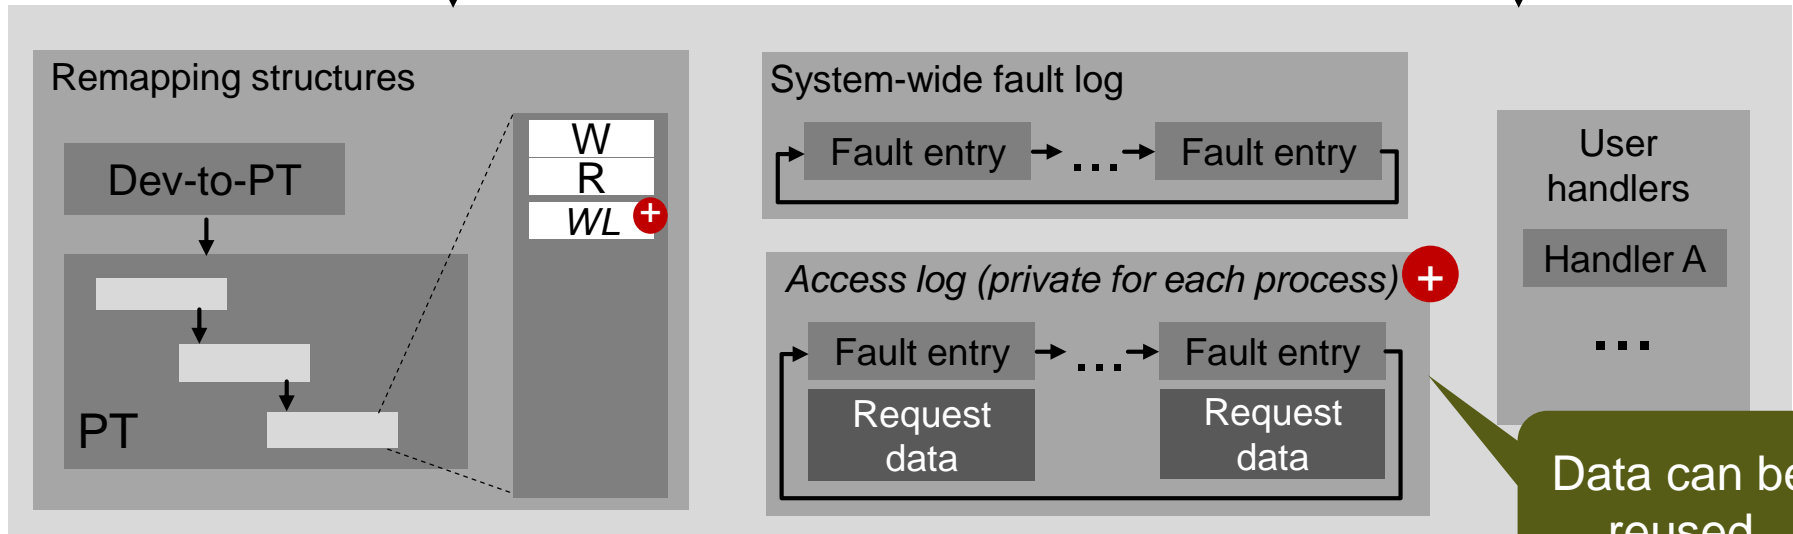 Remapping structures
Dev-to-PT
PT
W
R
WL
+
System-wide fault log
Fault entry
...
Fault entry
Access log (private for each process)
+
Fault entry
...
Fault entry
Request
data
Request
data
User
handlers
Handler A
...
Data can be
reused